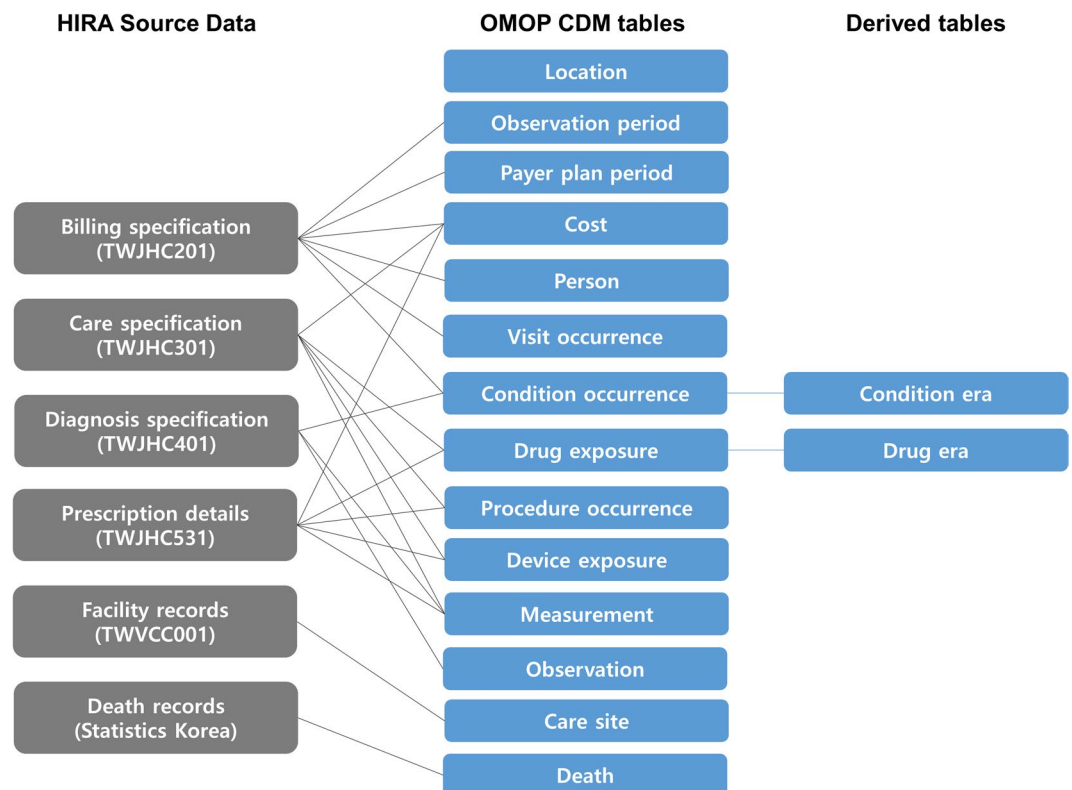 HIRA Source Data
OMOP CDM tables
Derived tables
Billing specification
(TWJHC201)
Care specification
(TWJHC301)
Diagnosis specification
(TWJHC401)
Prescription details
(TWJHC531)
Facility records
(TWVCC001)
Death records
(Statistics Korea)
Location
Observation period
Payer plan period
Cost
Person
Visit occurrence
Condition occurrence
Drug exposure
Procedure occurrence
Device exposure
Measurement
Observation
Care site
Death
Condition era
Drug era